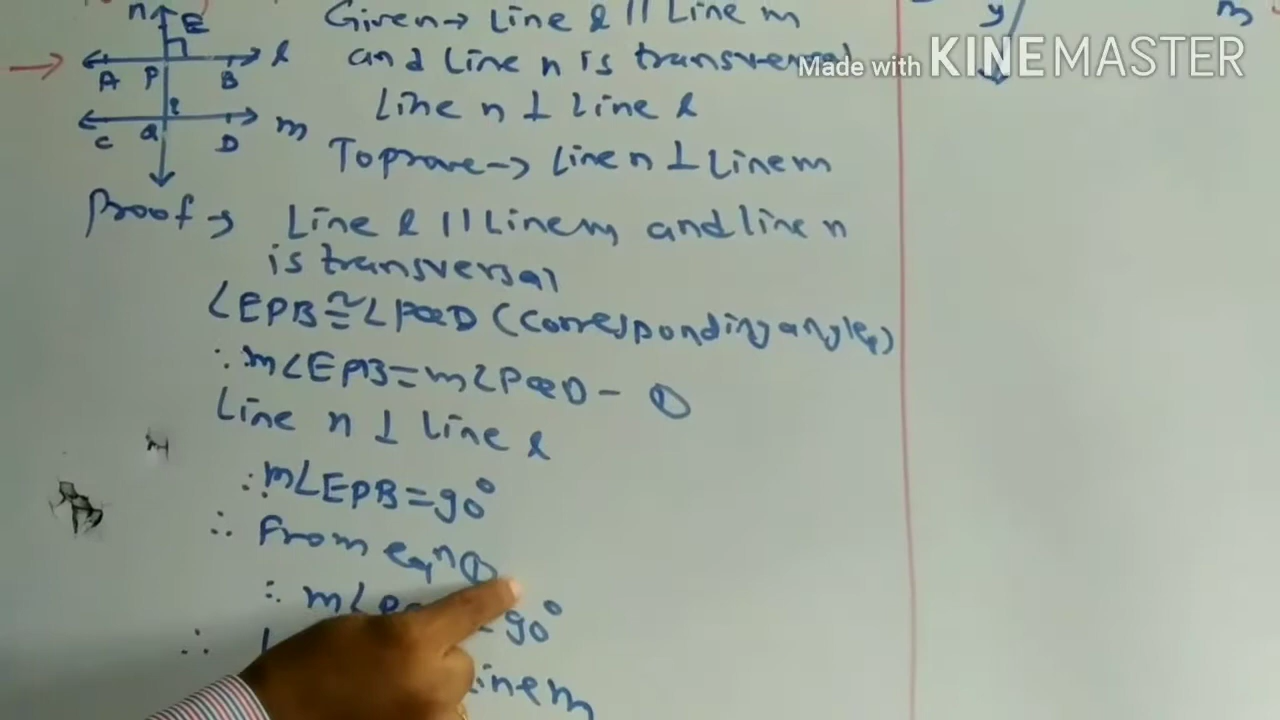 n
E
l
A P B
Q
m
C D
Given→ Line l || Line m
and Line n is transversal
Line n ⊥ Line l
To prove→ Line n ⊥ Line m
Proof→ Line l || Line m and line n
is transversal
∠EPB ≅ ∠PQD (corresponding angles)
∴ m∠EPB = m∠PQD - ①
Line n ⊥ Line l
∴ m∠EPB = 90°
∴ From eqn ①
∴ m∠ = 90°
∴ Line m
y
m
Made with KINEMASTER